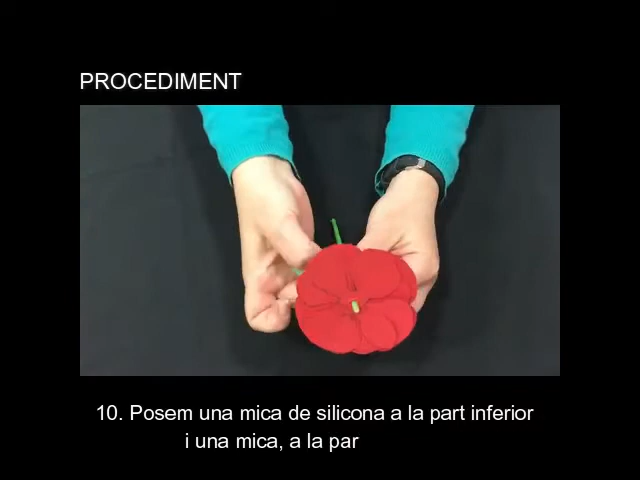 PROCEDIMENT
10. Posem una mica de silicona a la part inferior
i una mica, a la par